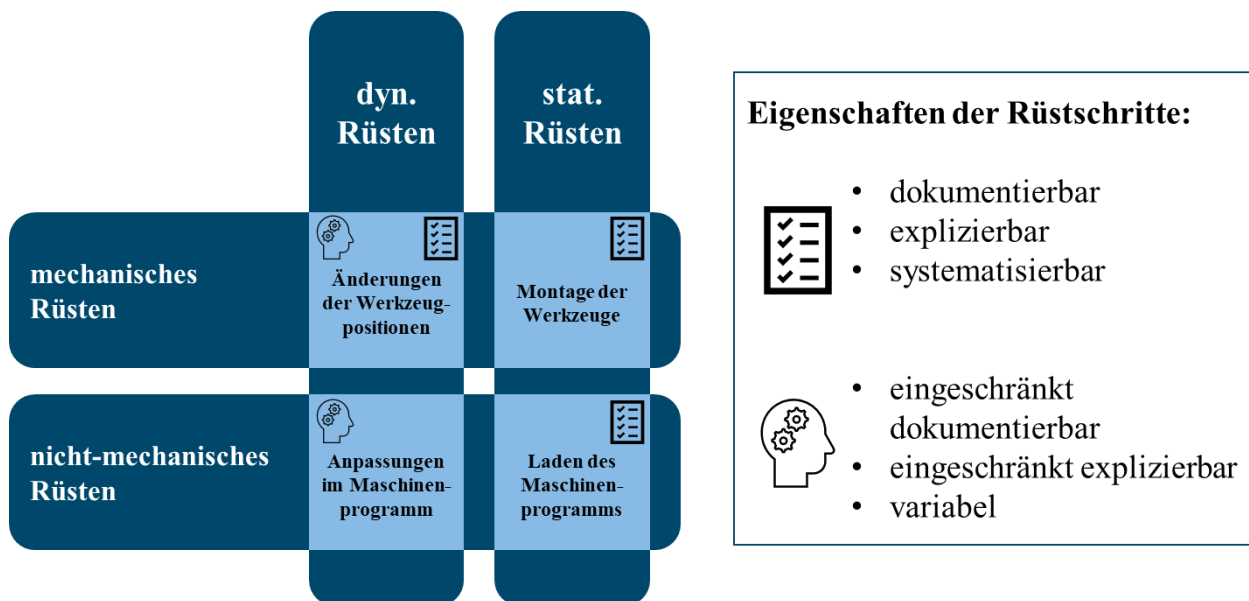 dyn.
Rüsten
stat.
Rüsten
mechanisches
Rüsten
Änderungen
der Werkzeug-
positionen
Montage der
Werkzeuge
nicht-mechanisches
Rüsten
Anpassungen
im Maschinen-
programm
Laden des
Maschinen-
programms
Eigenschaften der Rüstschritte:
• dokumentierbar
• explizierbar
• systematisierbar
• eingeschränkt
dokumentierbar
• eingeschränkt explizierbar
• variabel